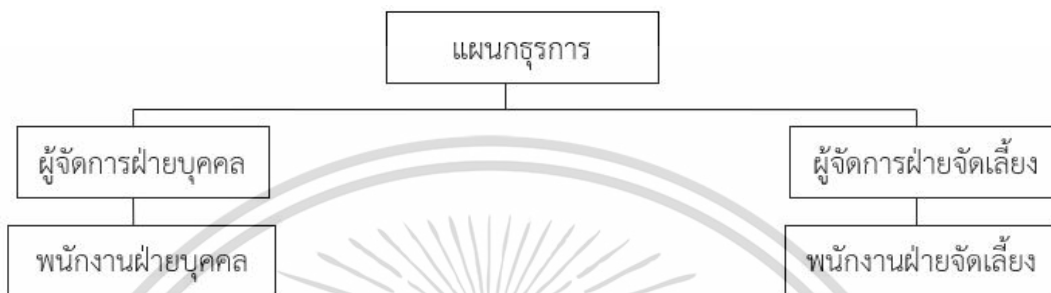 แผนกธุรการ
ผู้จัดการฝ่ายบุคคล
ผู้จัดการฝ่ายจัดเลี้ยง
พนักงานฝ่ายบุคคล
พนักงานฝ่ายจัดเลี้ยง